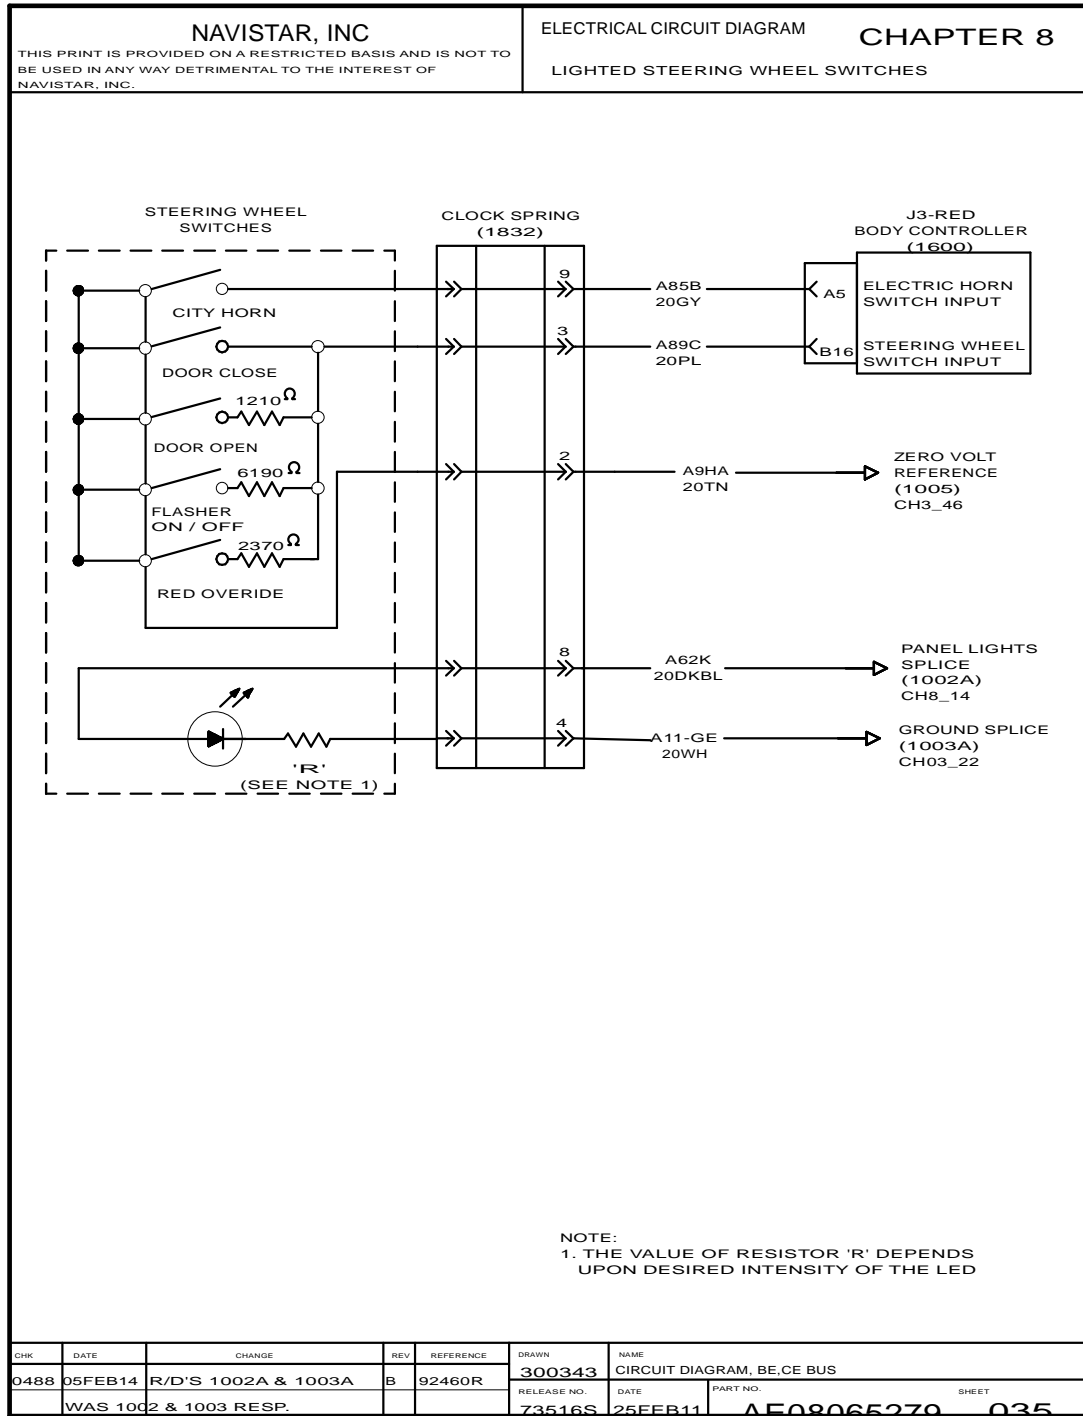 NAVISTAR, INC
THIS PRINT IS PROVIDED ON A RESTRICTED BASIS AND IS NOT TO
BE USED IN ANY WAY DETRIMENTAL TO THE INTEREST OF
NAVISTAR, INC.
ELECTRICAL CIRCUIT DIAGRAM
CHAPTER 8
LIGHTED STEERING WHEEL SWITCHES
STEERING WHEEL
SWITCHES
CLOCK SPRING
(1832)
J3-RED
BODY CONTROLLER
(1600)
CITY HORN
9
A85B
20GY
A5
ELECTRIC HORN
SWITCH INPUT
DOOR CLOSE
3
A89C
20PL
B16
STEERING WHEEL
SWITCH INPUT
1210 Ω
DOOR OPEN
6190 Ω
FLASHER
ON / OFF
2370 Ω
RED OVERIDE
2
A9HA
20TN
ZERO VOLT
REFERENCE
(1005)
CH3_46
8
A62K
20DKBL
PANEL LIGHTS
SPLICE
(1002A)
CH8_14
4
A11-GE
20WH
GROUND SPLICE
(1003A)
CH03_22
'R'
(SEE NOTE 1)
NOTE:
1. THE VALUE OF RESISTOR 'R' DEPENDS
UPON DESIRED INTENSITY OF THE LED
CHK DATE CHANGE REV REFERENCE
0488 05FEB14 R/D'S 1002A & 1003A B 92460R
WAS 1002 & 1003 RESP.
DRAWN
300343
NAME
CIRCUIT DIAGRAM, BE,CE BUS
RELEASE NO.
73516S
DATE
25FEB11
PART NO.
AE08065279
SHEET
035